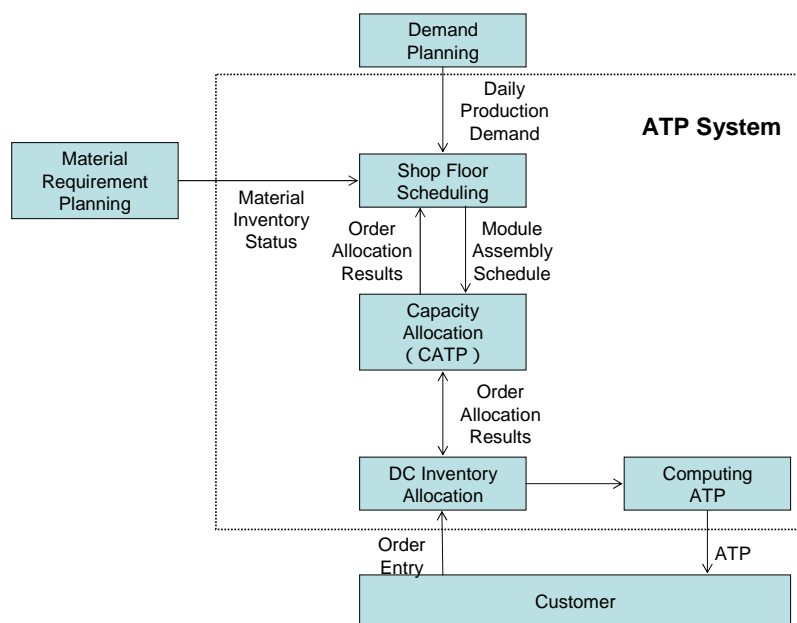 Demand
Planning
Daily
Production
Demand
ATP System
Material
Requirement
Planning
Shop Floor
Scheduling
Material
Inventory
Status
Order
Allocation
Results
Module
Assembly
Schedule
Capacity
Allocation
( CATP )
Order
Allocation
Results
DC Inventory
Allocation
Computing
ATP
Order
Entry
ATP
Customer